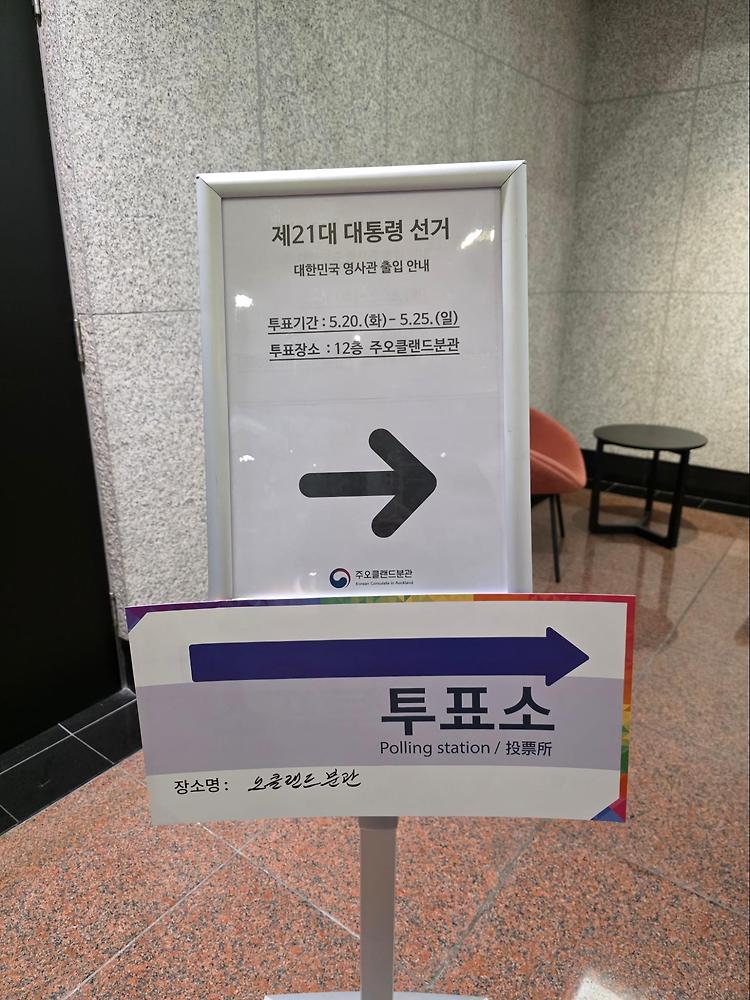 제21대 대통령 선거
대한민국 영사관 출입 안내
투표기간 : 5.20.(화) - 5.25.(일)
투표장소 : 12층 주오클랜드분관
주오클랜드분관
Korean Consulate in Auckland
투표소
Polling station / 投票所
장소명 : 오클랜드 분관